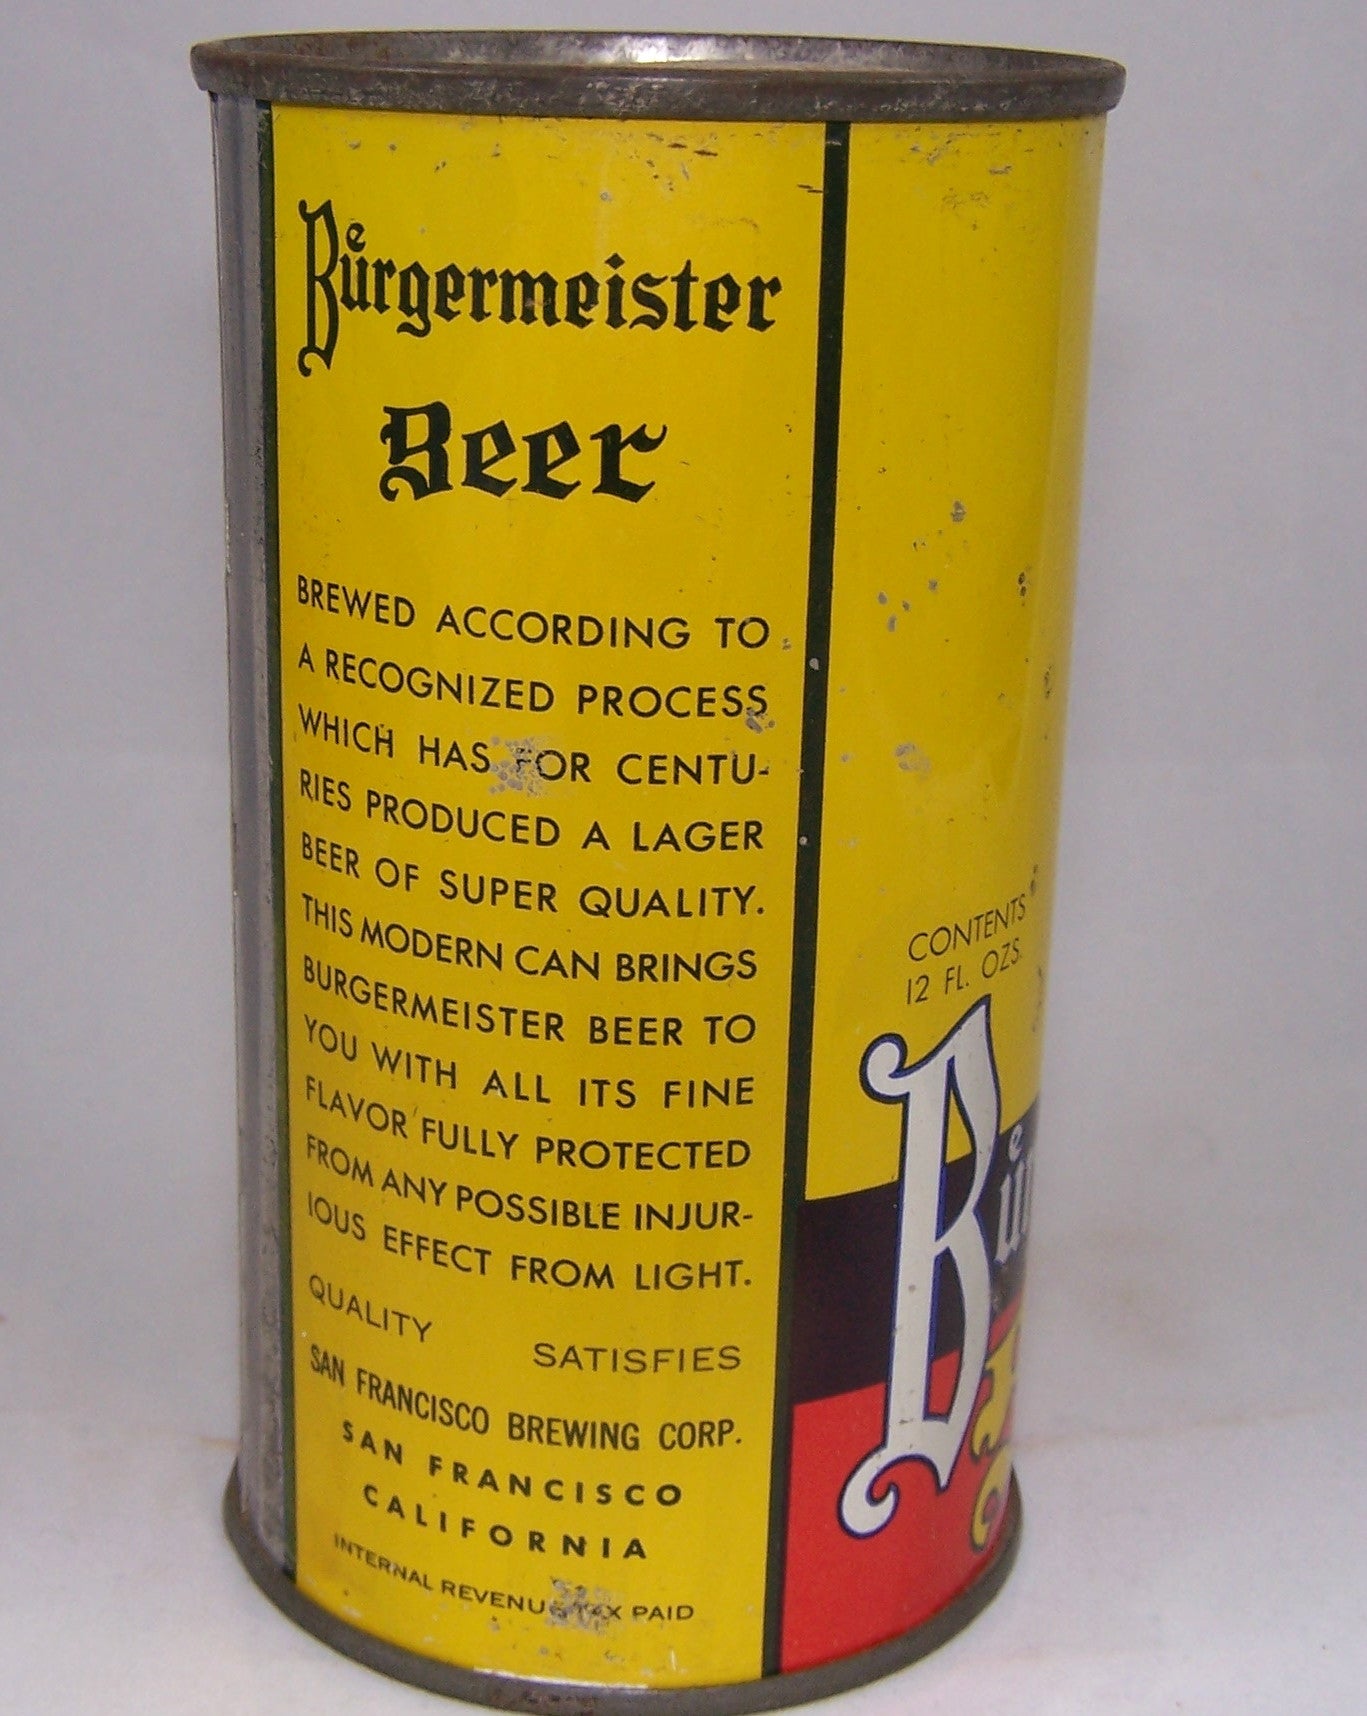 Bürgermeister
Beer
BREWED ACCORDING TO
A RECOGNIZED PROCESS
WHICH HAS FOR CENTU-
RIES PRODUCED A LAGER
BEER OF SUPER QUALITY.
THIS MODERN CAN BRINGS
BURGERMEISTER BEER TO
YOU WITH ALL ITS FINE
FLAVOR FULLY PROTECTED
FROM ANY POSSIBLE INJUR-
IOUS EFFECT FROM LIGHT.
QUALITY SATISFIES
SAN FRANCISCO BREWING CORP.
SAN FRANCISCO
CALIFORNIA
INTERNAL REVENUE TAX PAID
CONTENTS
12 FL. OZS.